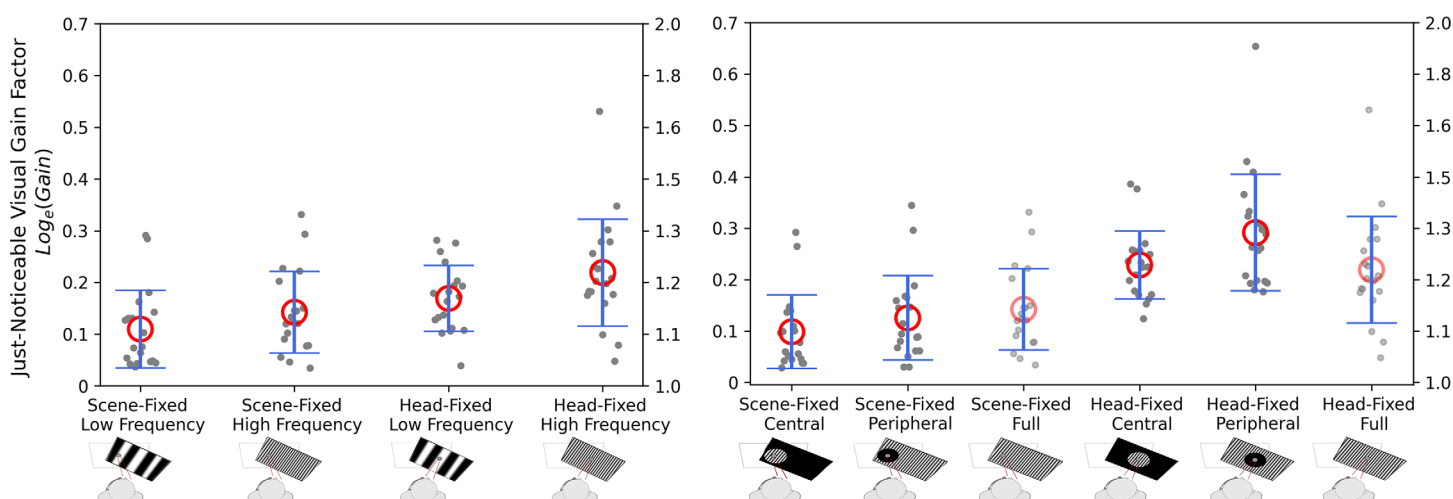 Just-Noticeable Visual Gain Factor
Loge(Gain)
0.7
0.6
0.5
0.4
0.3
0.2
0.1
0
2.0
1.8
1.6
1.5
1.3
1.2
1.1
1.0
Scene-Fixed
Low Frequency
Scene-Fixed
High Frequency
Head-Fixed
Low Frequency
Head-Fixed
High Frequency
0.7
0.6
0.5
0.4
0.3
0.2
0.1
0
2.0
1.8
1.6
1.5
1.3
1.2
1.1
1.0
Scene-Fixed
Central
Scene-Fixed
Peripheral
Scene-Fixed
Full
Head-Fixed
Central
Head-Fixed
Peripheral
Head-Fixed
Full